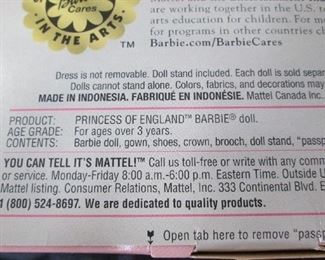 Cares
IN THE ARTS
TM
are working together in the U.S. to
arts education for children. For m
for programs in other countries cl
Barbie.com/BarbieCares
Dress is not removable. Doll stand included. Each doll is sold sepa
Dolls cannot stand alone. Colors, fabrics, and decorations may
MADE IN INDONESIA. FABRIQUÉ EN INDONÉSIE. Mattel Canada Inc.
PRODUCT: PRINCESS OF ENGLAND™ BARBIE® doll.
AGE GRADE: For ages over 3 years.
CONTENTS: Barbie doll, gown, shoes, crown, brooch, doll stand, "passp
YOU CAN TELL IT'S MATTEL!™ Call us toll-free or write with any comm
or service. Monday-Friday 8:00 a.m.-6:00 p.m. Eastern Time. Outside U
Mattel listing. Consumer Relations, Mattel, Inc. 333 Continental Blvd. E
1 (800) 524-8697. We are dedicated to quality products.
Open tab here to remove "passp